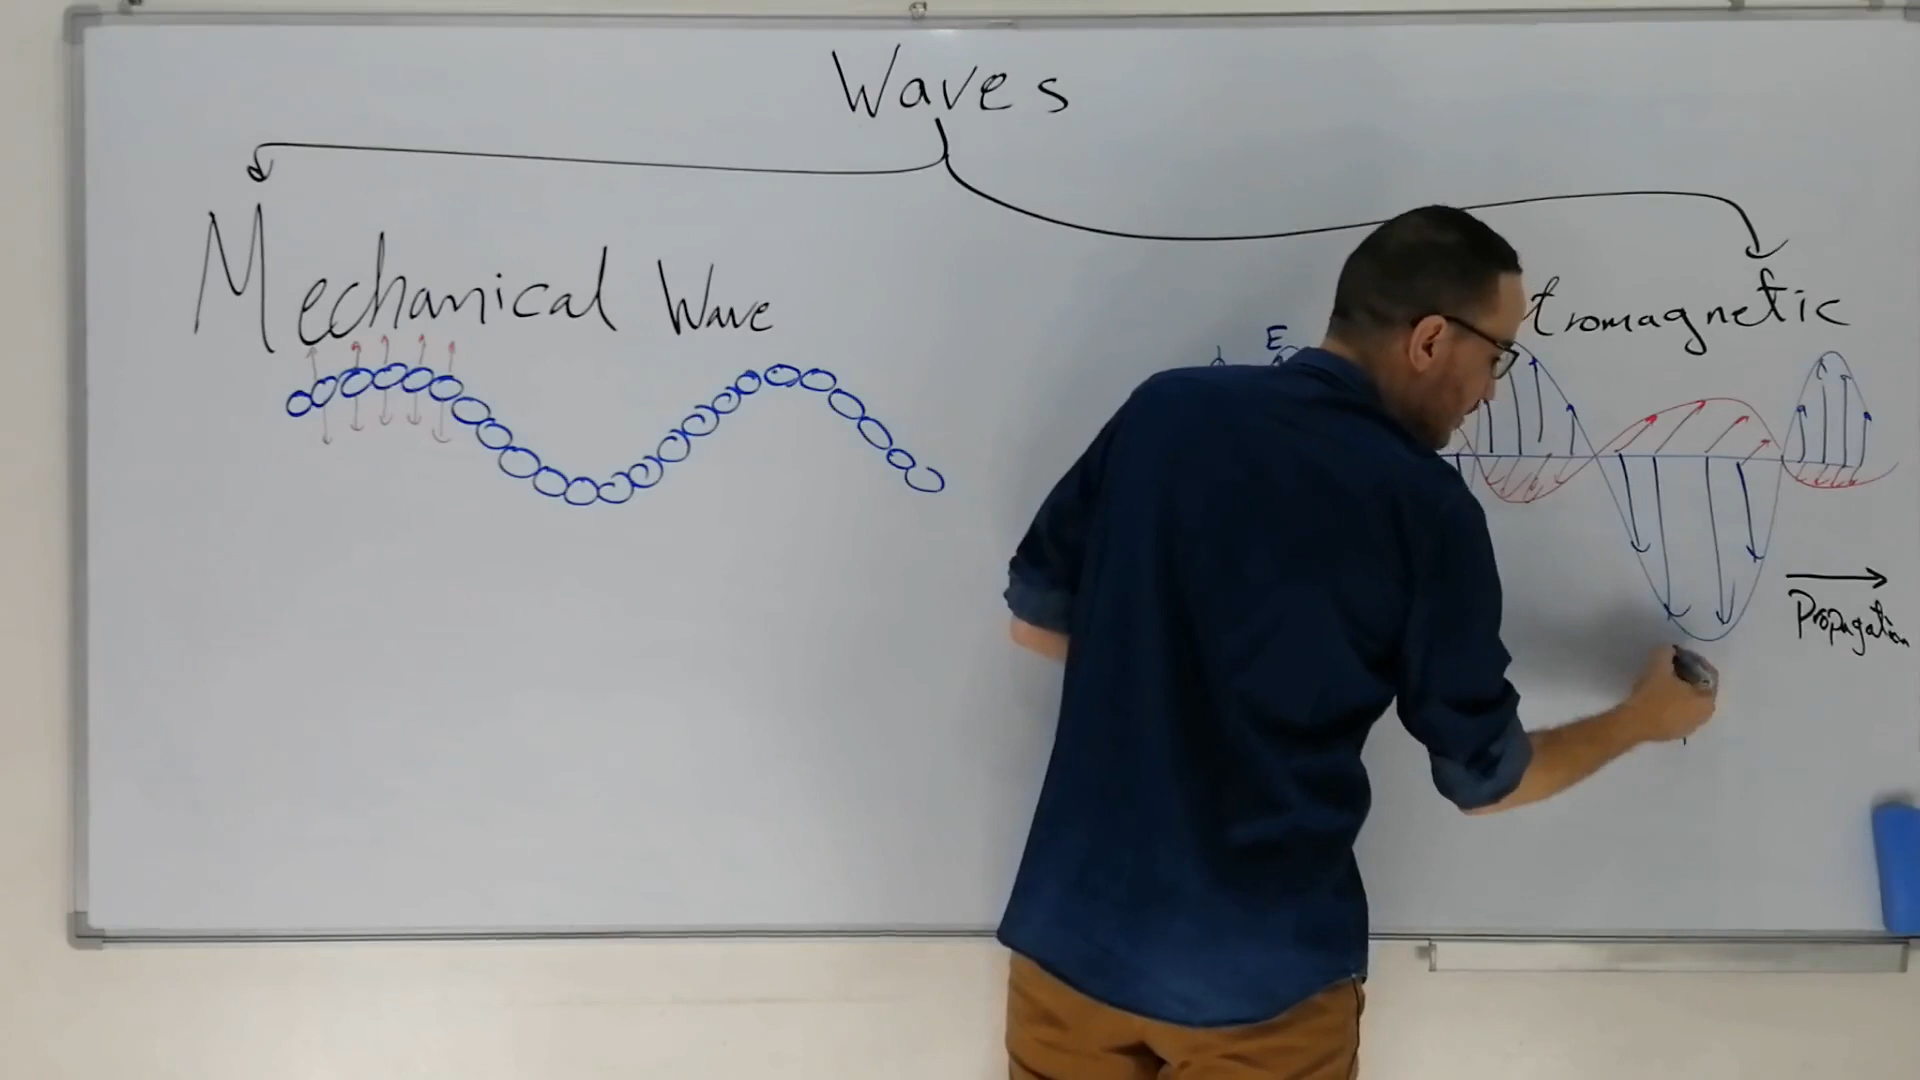 Waves
Mechanical Wave
tromagnetic
E
Propagation